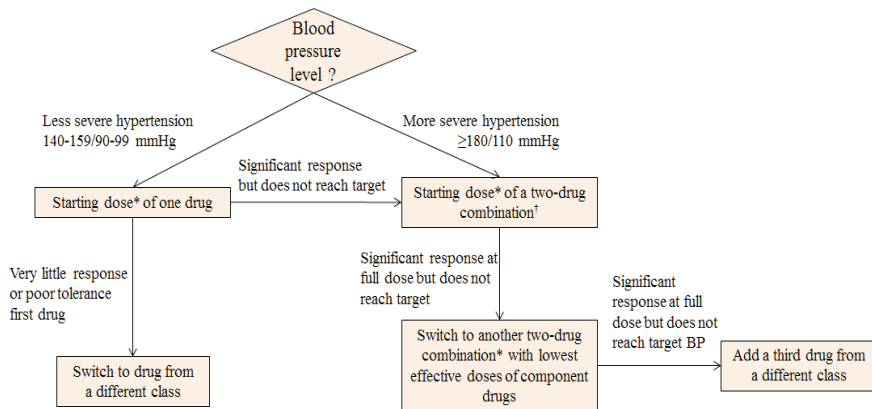 Blood
pressure
level ?
Less severe hypertension
140-159/90-99 mmHg
More severe hypertension
≥180/110 mmHg
Significant response
but does not reach target
Starting dose* of one drug
Starting dose* of a two-drug
combination†
Very little response
or poor tolerance
first drug
Significant response at
full dose but does not
reach target
Significant
response at full
dose but does not
reach target BP
Switch to drug from
a different class
Switch to another two-drug
combination* with lowest
effective doses of component
drugs
Add a third drug from
a different class